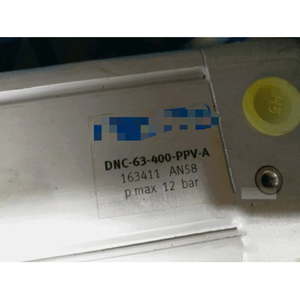 DNC-63-400-PPV-A
163411 AN58
p max 12 bar